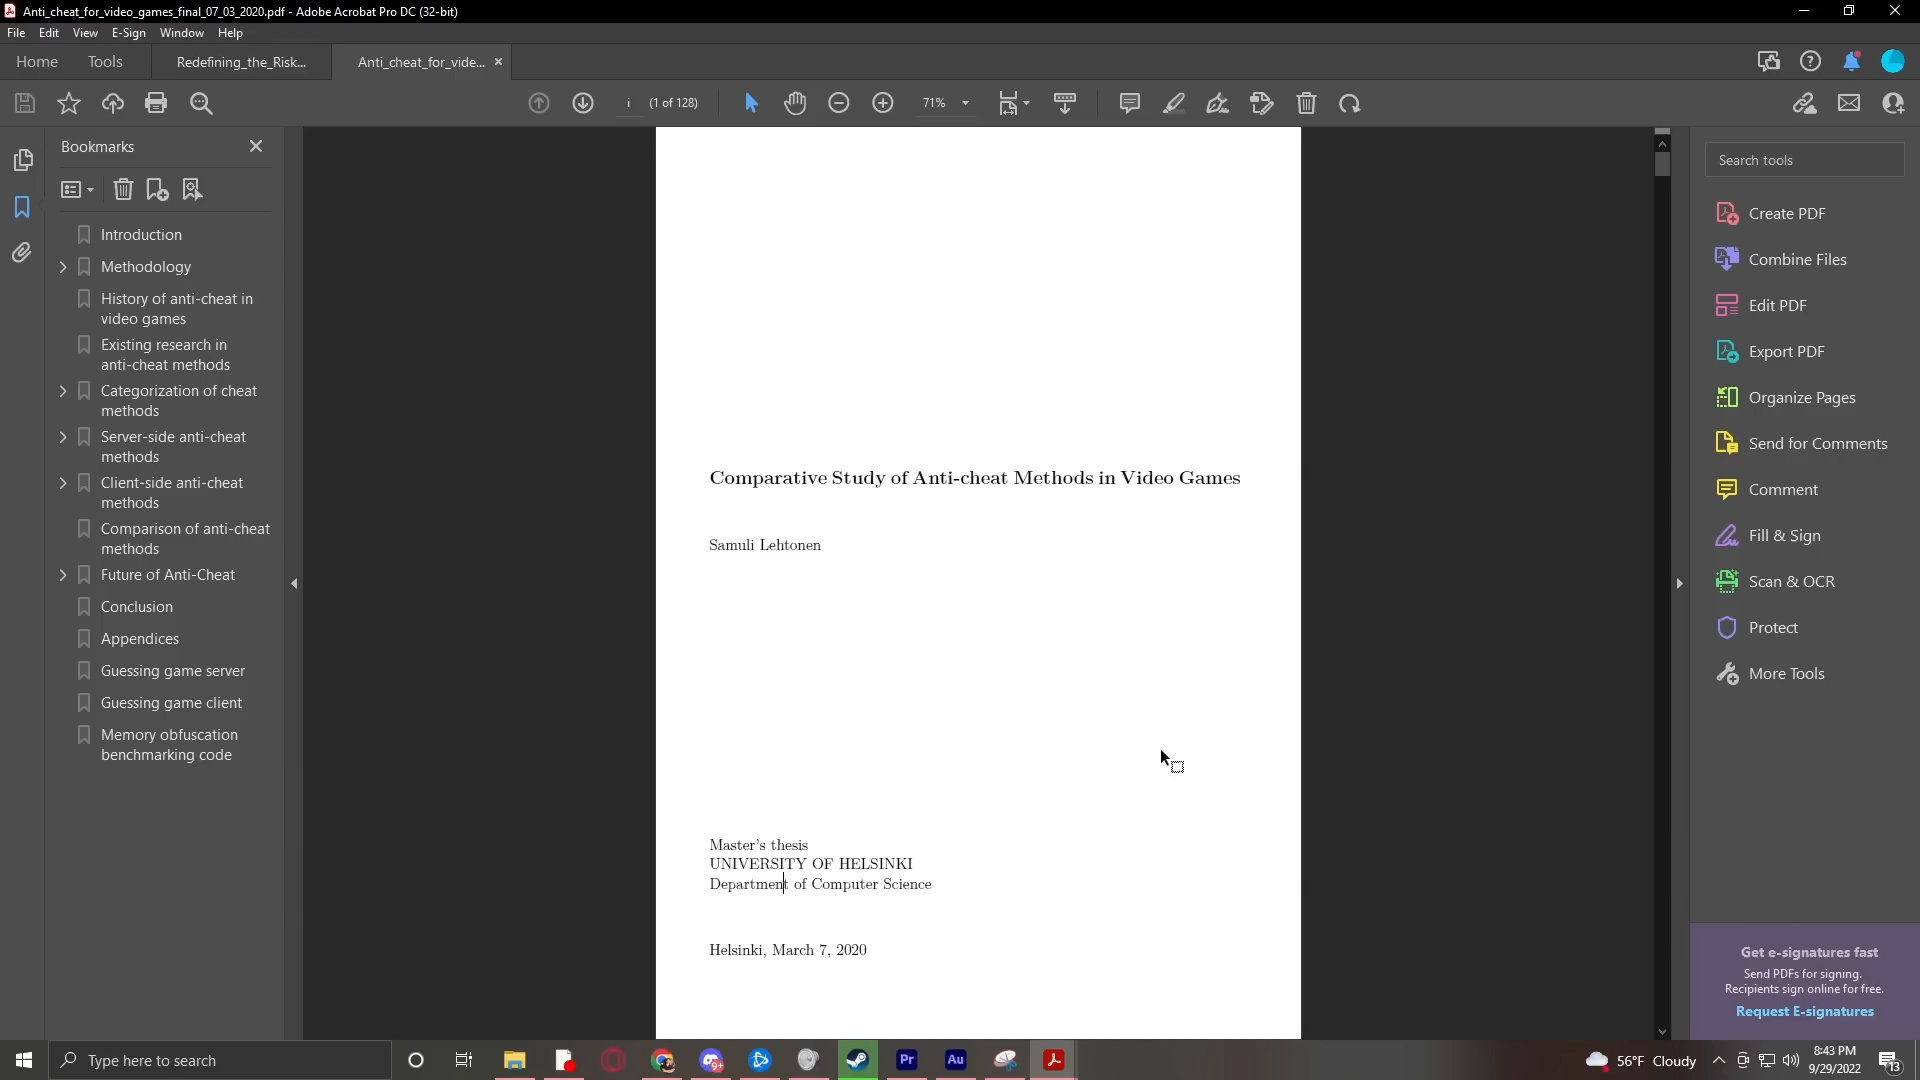 Anti_cheat_for_video_games_final_07_03_2020.pdf - Adobe Acrobat Pro DC (32-bit)
File Edit View E-Sign Window Help
Home Tools Redefining_the_Risk... Anti_cheat_for_vide...
i (1 of 128) 71%
Bookmarks
Introduction
Methodology
History of anti-cheat in
video games
Existing research in
anti-cheat methods
Categorization of cheat
methods
Server-side anti-cheat
methods
Client-side anti-cheat
methods
Comparison of anti-cheat
methods
Future of Anti-Cheat
Conclusion
Appendices
Guessing game server
Guessing game client
Memory obfuscation
benchmarking code
Comparative Study of Anti-cheat Methods in Video Games
Samuli Lehtonen
Master's thesis
UNIVERSITY OF HELSINKI
Department of Computer Science
Helsinki, March 7, 2020
Search tools
Create PDF
Combine Files
Edit PDF
Export PDF
Organize Pages
Send for Comments
Comment
Fill & Sign
Scan & OCR
Protect
More Tools
Get e-signatures fast
Send PDFs for signing.
Recipients sign online for free.
Request E-signatures
Type here to search
9+
Pr
Au
56°F Cloudy
8:43 PM
9/29/2022
13